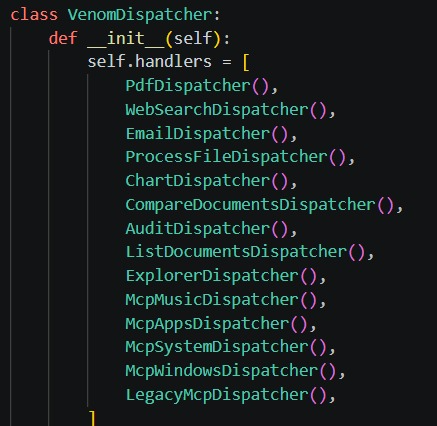 class VenomDispatcher:
    def __init__(self):
        self.handlers = [
            PdfDispatcher(),
            WebSearchDispatcher(),
            EmailDispatcher(),
            ProcessFileDispatcher(),
            ChartDispatcher(),
            CompareDocumentsDispatcher(),
            AuditDispatcher(),
            ListDocumentsDispatcher(),
            ExplorerDispatcher(),
            McpMusicDispatcher(),
            McpAppsDispatcher(),
            McpSystemDispatcher(),
            McpWindowsDispatcher(),
            LegacyMcpDispatcher(),
        ]